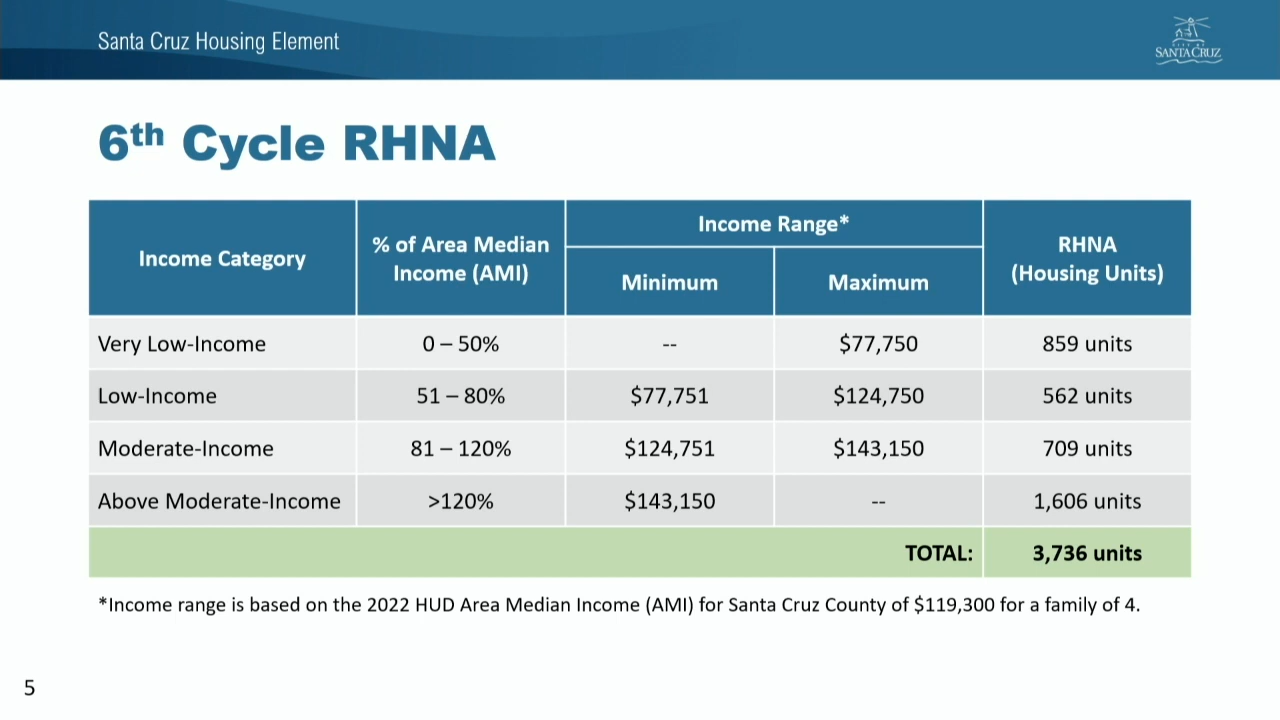 Santa Cruz Housing Element
CITY OF
SANTA CRUZ
6th Cycle RHNA
Income Category
% of Area Median
Income (AMI)
Income Range*
Minimum
Maximum
RHNA
(Housing Units)
Very Low-Income 0 – 50% -- $77,750 859 units
Low-Income 51 – 80% $77,751 $124,750 562 units
Moderate-Income 81 – 120% $124,751 $143,150 709 units
Above Moderate-Income >120% $143,150 -- 1,606 units
TOTAL: 3,736 units
*Income range is based on the 2022 HUD Area Median Income (AMI) for Santa Cruz County of $119,300 for a family of 4.
5